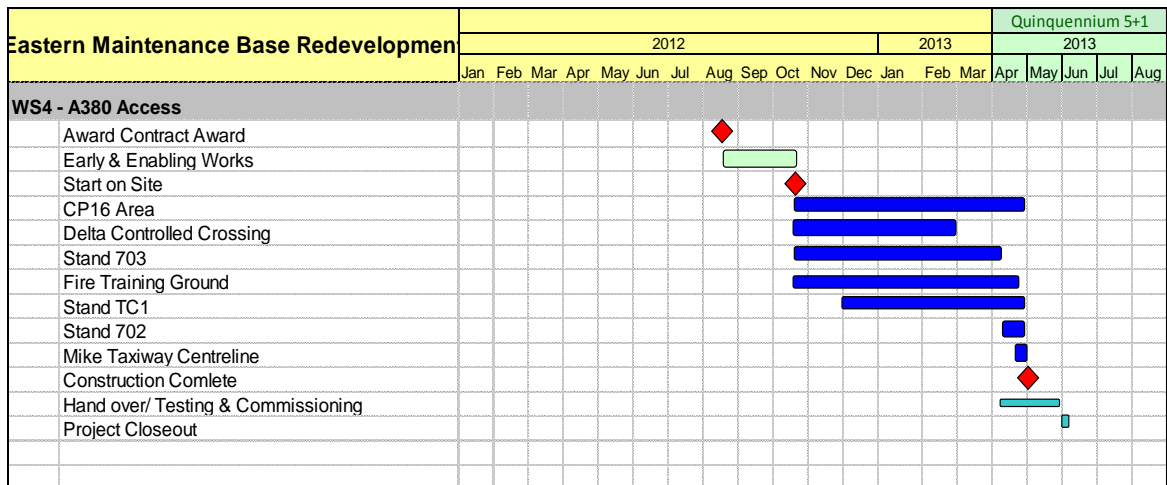 Quinquennium 5+1
Eastern Maintenance Base Redevelopment
2012 2013 2013
Jan Feb Mar Apr May Jun Jul Aug Sep Oct Nov Dec Jan Feb Mar Apr May Jun Jul Aug
WS4 - A380 Access
Award Contract Award
Early & Enabling Works
Start on Site
CP16 Area
Delta Controlled Crossing
Stand 703
Fire Training Ground
Stand TC1
Stand 702
Mike Taxiway Centreline
Construction Comlete
Hand over/ Testing & Commissioning
Project Closeout